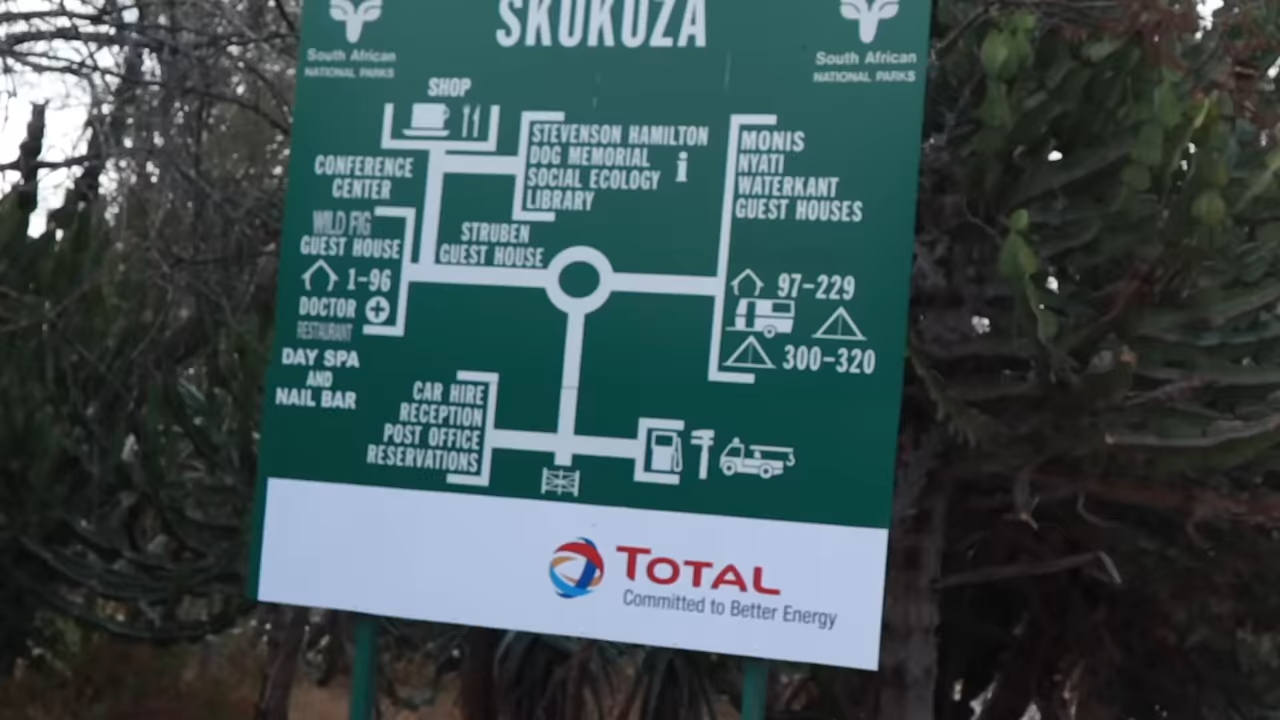 SKUKUZA
South African
NATIONAL PARKS
South African
NATIONAL PARKS
SHOP
CONFERENCE
CENTER
STEVENSON HAMILTON
DOG MEMORIAL
SOCIAL ECOLOGY
LIBRARY
i
MONIS
NYATI
WATERKANT
GUEST HOUSES
WILD FIG
GUEST HOUSE
1-96
DOCTOR
RESTAURANT
DAY SPA
AND
NAIL BAR
STRUBEN
GUEST HOUSE
97-229
300-320
CAR HIRE
RECEPTION
POST OFFICE
RESERVATIONS
TOTAL
Committed to Better Energy